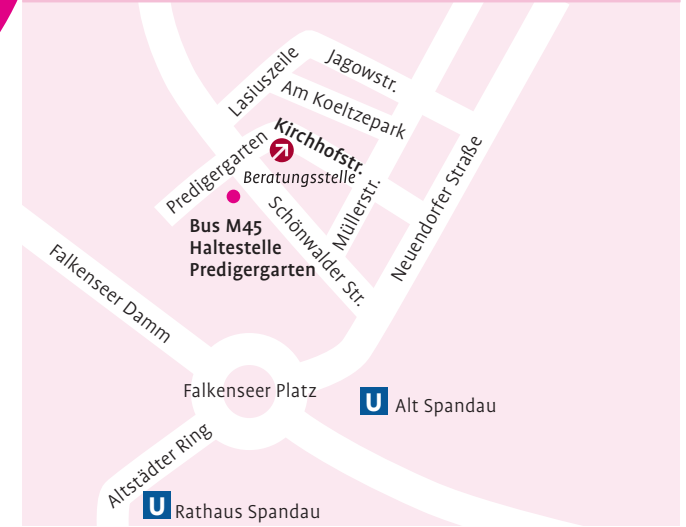 Lasiuszeile
Jagowstr.
Am Koeltzepark
Kirchhofstr.
Predigergarten
Beratungsstelle
Bus M45
Haltestelle
Predigergarten
Schönwalder Str.
Müllerstr.
Neuendorfer Straße
Falkenseer Damm
Falkenseer Platz
U Alt Spandau
Altstädter Ring
U Rathaus Spandau